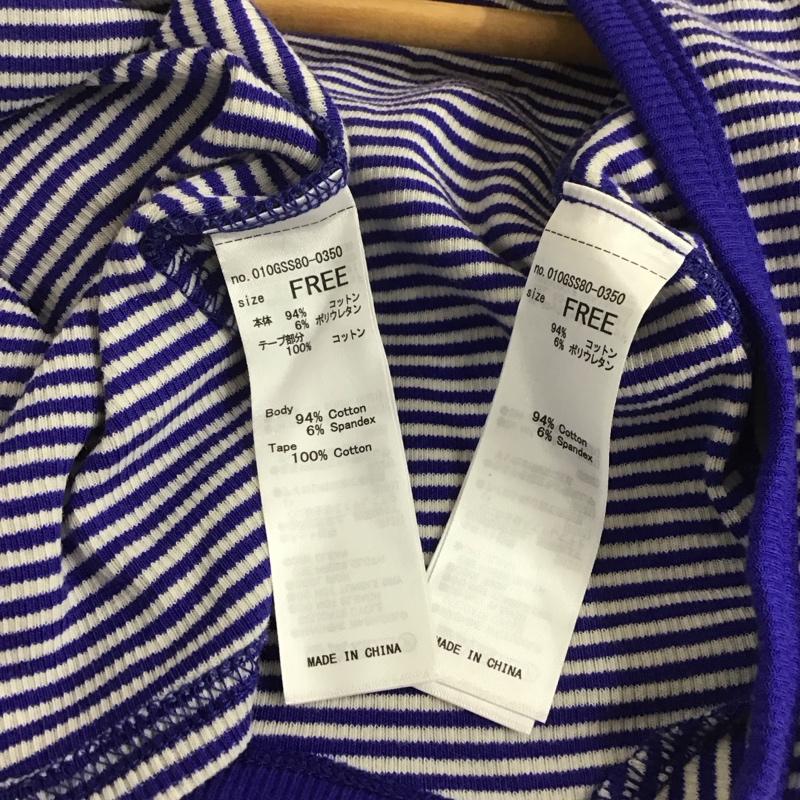 no. 010GSS80-0350
size FREE
本体 94% コットン
6% ポリウレタン
テープ部分
100% コットン
Body 94% Cotton
6% Spandex
Tape
100% Cotton
MADE IN CHINA
no. 010GSS80-0350
size FREE
94% コットン
6% ポリウレタン
94% Cotton
6% Spandex
MADE IN CHINA